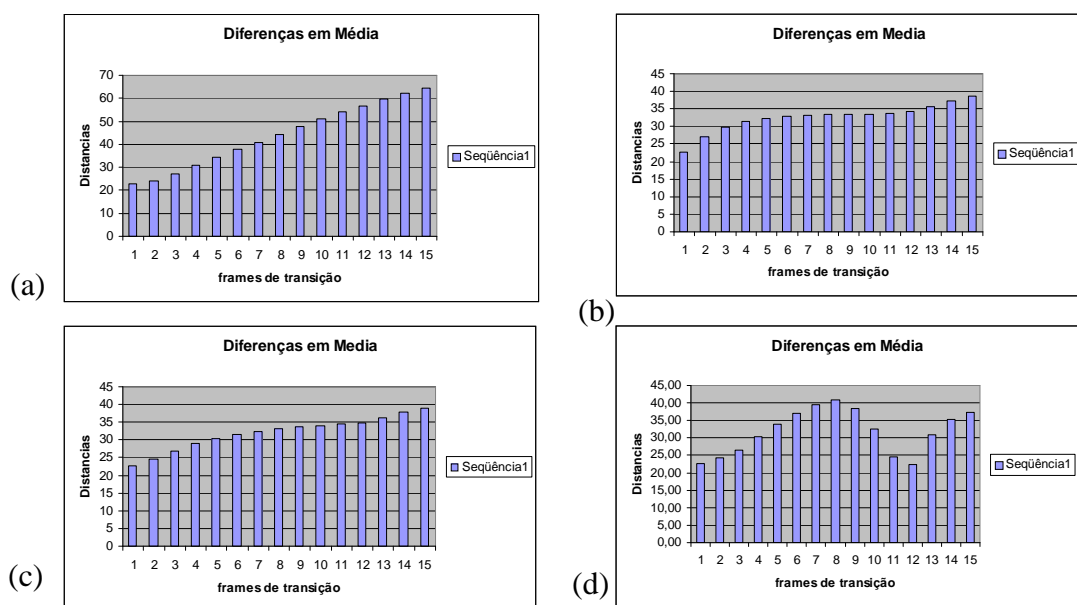 Diferenças em Média
70
60
50
40
30
20
10
0
Distancias
1 2 3 4 5 6 7 8 9 10 11 12 13 14 15
frames de transição
Seqüência1
(a)
Diferenças em Media
45
40
35
30
25
20
15
10
5
0
Distancias
1 2 3 4 5 6 7 8 9 10 11 12 13 14 15
frames de transição
Seqüência1
(b)
Diferenças em Media
45
40
35
30
25
20
15
10
5
0
Distancias
1 2 3 4 5 6 7 8 9 10 11 12 13 14 15
frames de transição
Seqüência1
(c)
Diferenças em Média
45,00
40,00
35,00
30,00
25,00
20,00
15,00
10,00
5,00
0,00
Distancias
1 2 3 4 5 6 7 8 9 10 11 12 13 14 15
frames de transição
Seqüência1
(d)